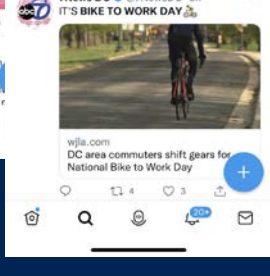 abc7
IT'S BIKE TO WORK DAY
wjla.com
DC area commuters shift gears for
National Bike to Work Day
4
3
20+